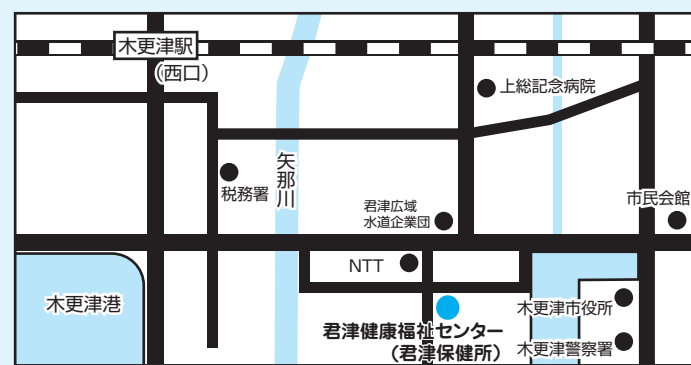 木更津駅
（西口）
上総記念病院
矢那川
税務署
市民会館
君津広域
水道企業団
NTT
木更津港
木更津市役所
君津健康福祉センター
（君津保健所）
木更津警察署